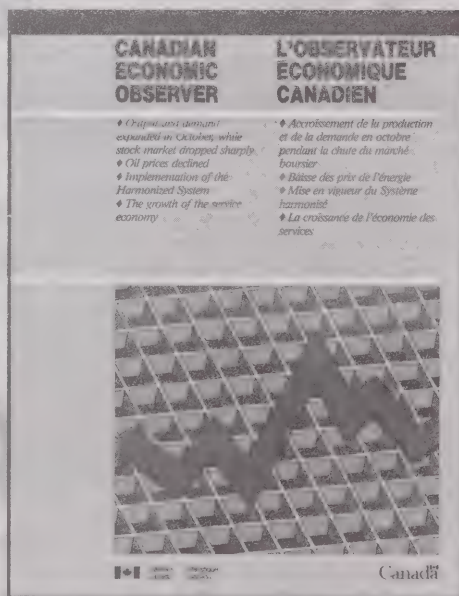 CANADIAN
ECONOMIC
OBSERVER
♦ Output and demand
expanded in October, while
stock market dropped sharply
♦ Oil prices declined
♦ Implementation of the
Harmonized System
♦ The growth of the service
economy
L'OBSERVATEUR
ÉCONOMIQUE
CANADIEN
♦ Accroissement de la production
et de la demande en octobre
pendant la chute du marché
boursier
♦ Baisse des prix de l'énergie
♦ Mise en vigueur du Système
harmonisé
♦ La croissance de l'économie des
services
Canada